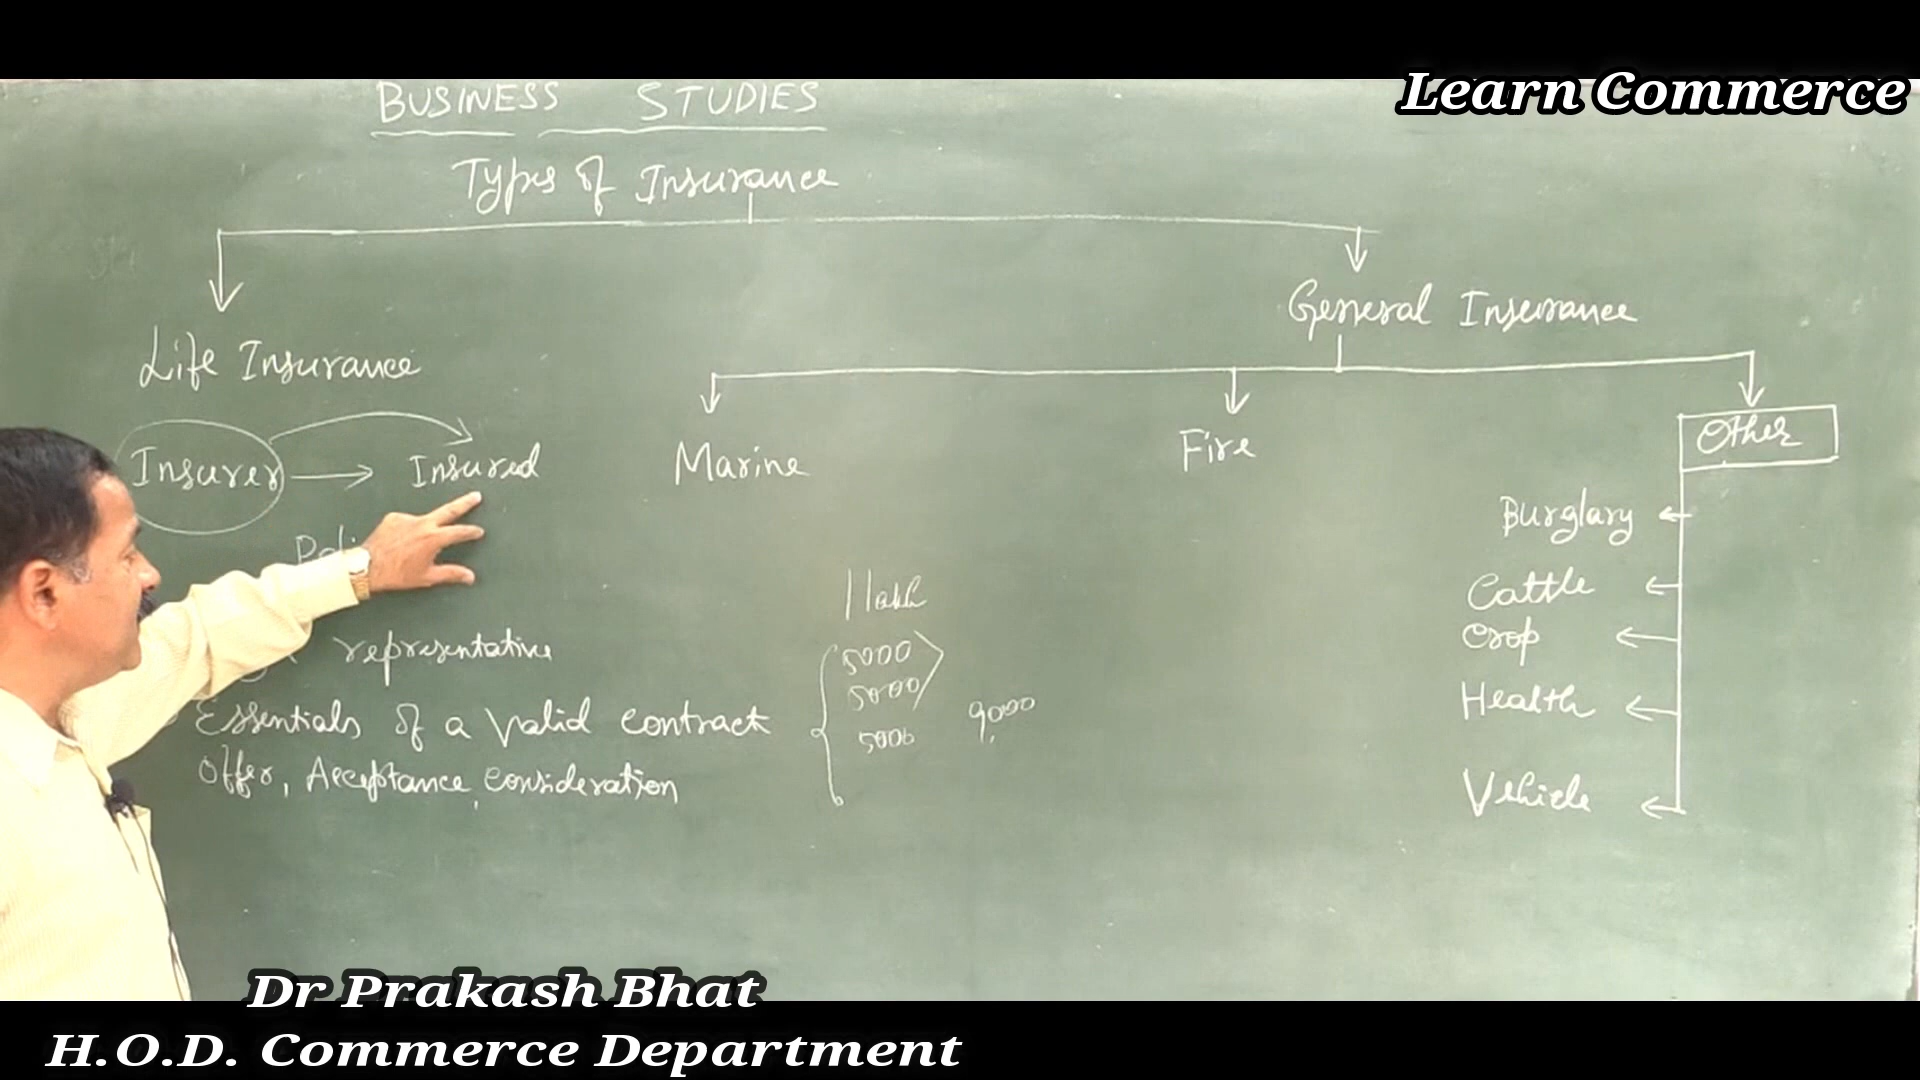 Learn Commerce
BUSINESS STUDIES
Types of Insurance
Life Insurance
General Insurance
Insurer → Insured
Marine
Fire
Other
Burglary
Cattle
Crop
Health
Vehicle
representative
Essentials of a Valid contract
Offer, Acceptance, consideration
1 lakh
5000
5000
5000
9000
Dr Prakash Bhat
H.O.D. Commerce Department